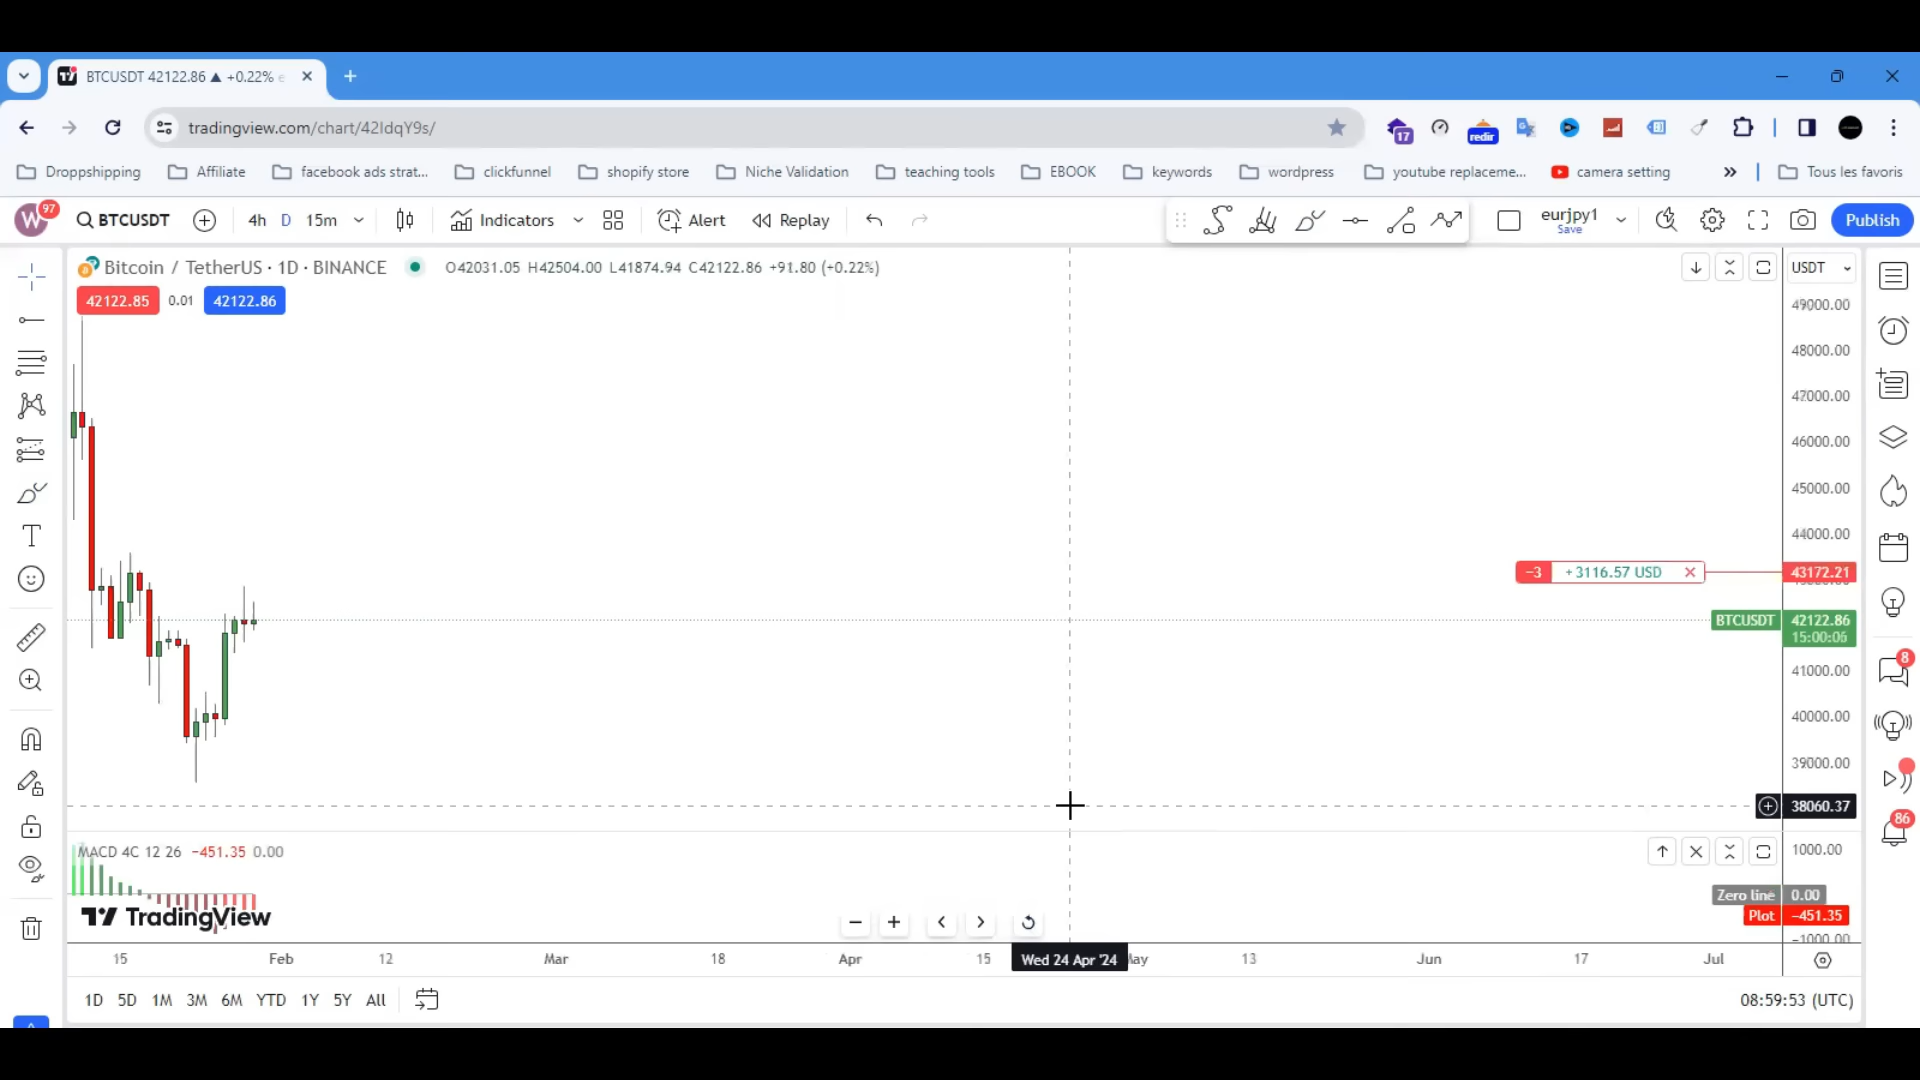 BTCUSDT 42122.86 ▲ +0.22% e
tradingview.com/chart/42IdqY9s/
17
redir
Droppshipping
Affiliate
facebook ads strat...
clickfunnel
shopify store
Niche Validation
teaching tools
EBOOK
keywords
wordpress
youtube replaceme...
camera setting
Tous les favoris
W
97
BTCUSDT
4h
D
15m
Indicators
Alert
Replay
eurjpy1
Save
Publish
Bitcoin / TetherUS · 1D · BINANCE
O42031.05 H42504.00 L41874.94 C42122.86 +91.80 (+0.22%)
USDT
42122.85
0.01
42122.86
49000.00
48000.00
47000.00
46000.00
45000.00
44000.00
−3
+3116.57 USD
43172.21
BTCUSDT
42122.86
15:00:06
41000.00
40000.00
39000.00
38060.37
8
86
MACD 4C 12 26 −451.35 0.00
1000.00
Zero line
0.00
Plot
−451.35
−1000.00
TradingView
15
Feb
12
Mar
18
Apr
15
Wed 24 Apr '24
May
13
Jun
17
Jul
1D
5D
1M
3M
6M
YTD
1Y
5Y
All
08:59:53 (UTC)